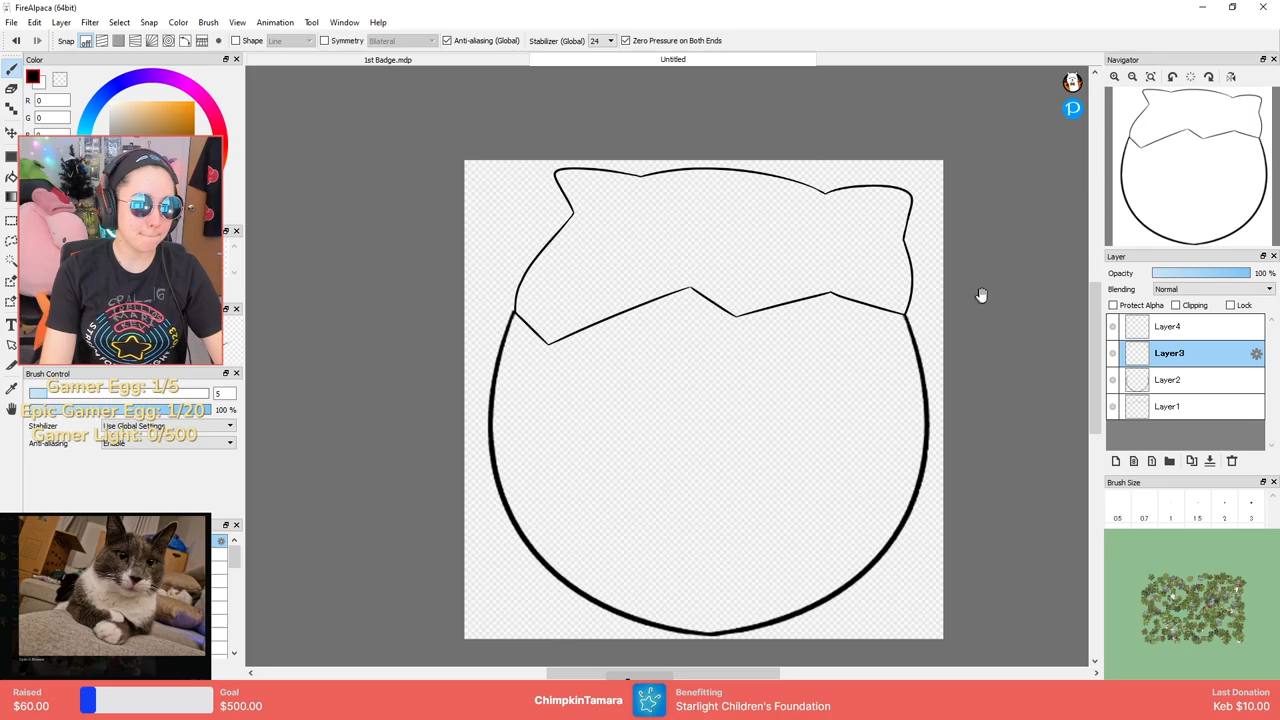 FireAlpaca (64bit)
File Edit Layer Filter Select Snap Color Brush View Animation Tool Window Help
Snap off Shape Line Symmetry Bilateral Anti-aliasing (Global) Stabilizer (Global) 24 Zero Pressure on Both Ends
Color
1st Badge.mdp
Untitled
Navigator
R 0
G 0
Layer
Opacity 100 %
Blending Normal
Protect Alpha Clipping Lock
Layer4
Layer3
Layer2
Layer1
Brush Control
5
100 %
Stabilizer Use Global Settings
Anti-aliasing Enable
Gamer Egg: 1/5
Epic Gamer Egg: 1/20
Gamer Light: 0/500
Brush Size
0.5 0.7 1 1.5 2 3
Raised
$60.00
Goal
$500.00
ChimpkinTamara
Benefitting
Starlight Children's Foundation
Last Donation
Keb $10.00